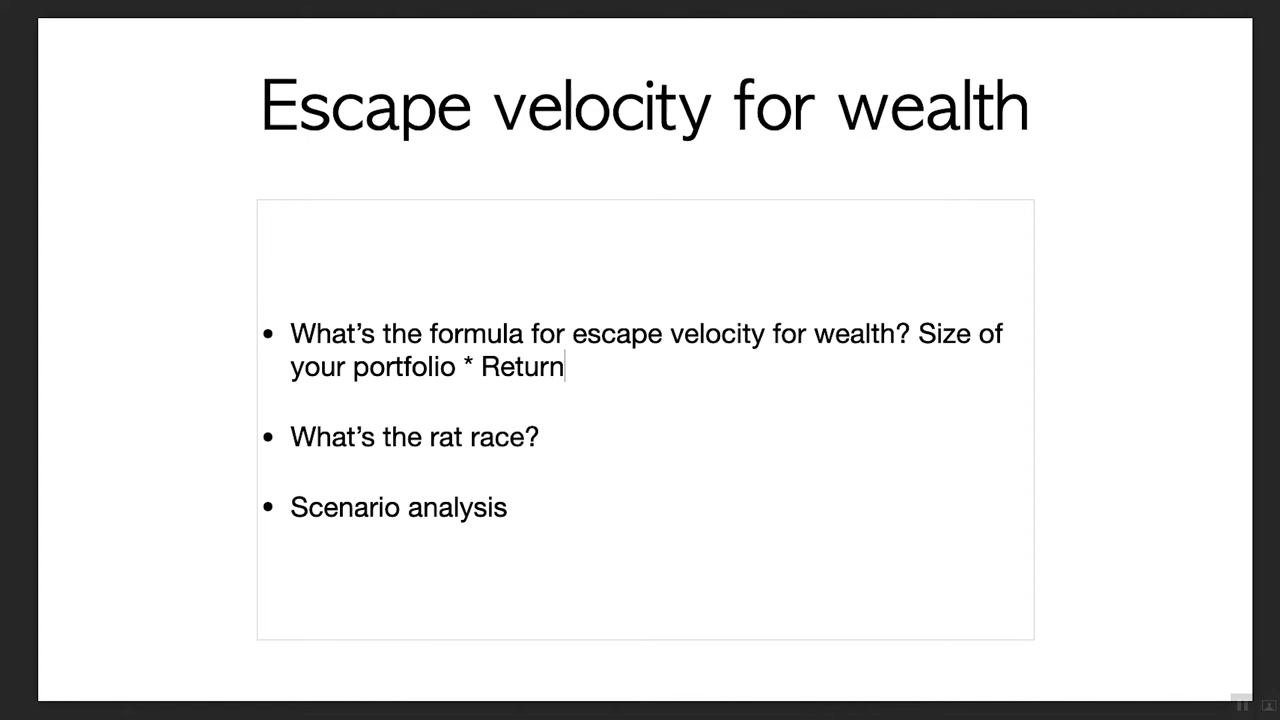 Escape velocity for wealth
• What’s the formula for escape velocity for wealth? Size of
your portfolio * Return
• What’s the rat race?
• Scenario analysis